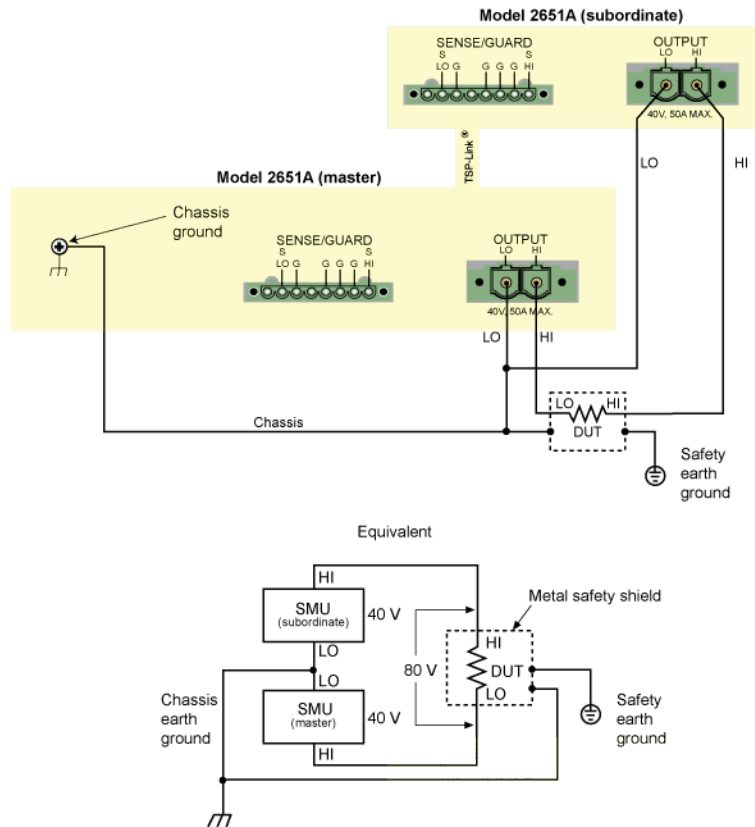 Model 2651A (subordinate)
SENSE/GUARD
S
LO G G G G HI
S
OUTPUT
LO HI
40V, 50A MAX.
LO
HI
TSP-Link ®
Model 2651A (master)
Chassis
ground
SENSE/GUARD
S
LO G G G G HI
S
OUTPUT
LO HI
40V, 50A MAX.
LO
HI
LO
HI
DUT
Chassis
Safety
earth
ground
Equivalent
HI
SMU
(subordinate)
40 V
LO
LO
SMU
(master)
40 V
HI
80 V
Metal safety shield
HI
DUT
LO
Chassis
earth
ground
Safety
earth
ground